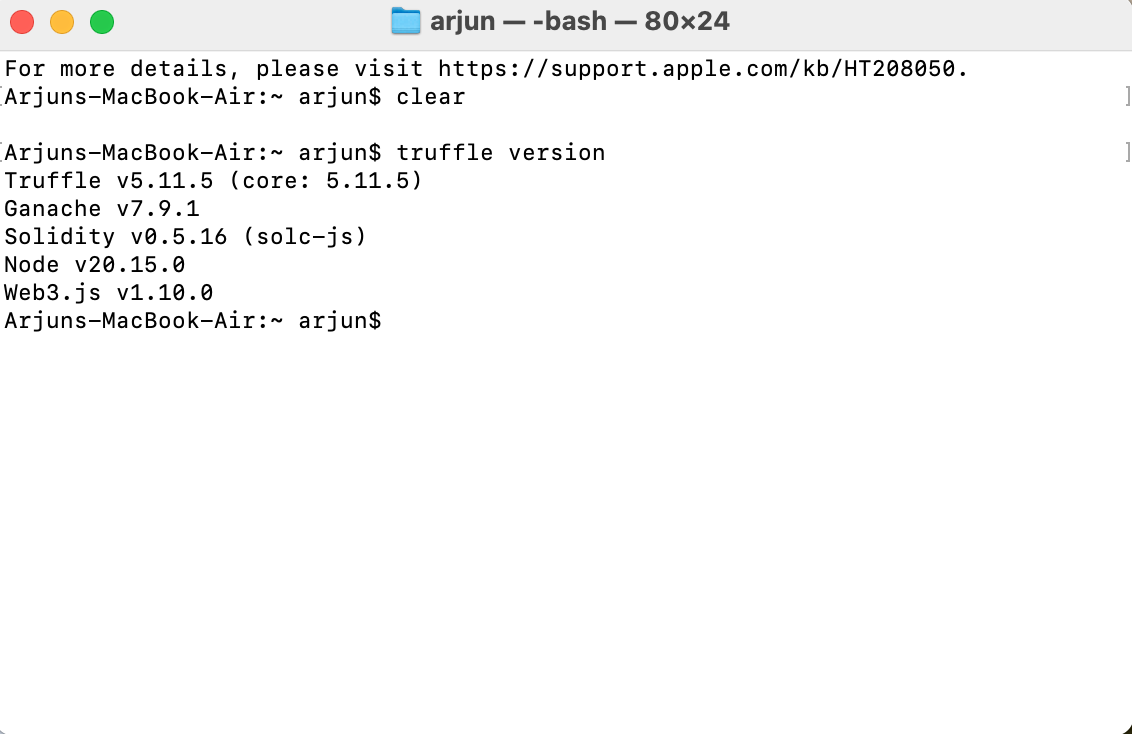 arjun — -bash — 80×24
For more details, please visit https://support.apple.com/kb/HT208050.
[Arjuns-MacBook-Air:~ arjun$ clear ]
[Arjuns-MacBook-Air:~ arjun$ truffle version ]
Truffle v5.11.5 (core: 5.11.5)
Ganache v7.9.1
Solidity v0.5.16 (solc-js)
Node v20.15.0
Web3.js v1.10.0
Arjuns-MacBook-Air:~ arjun$